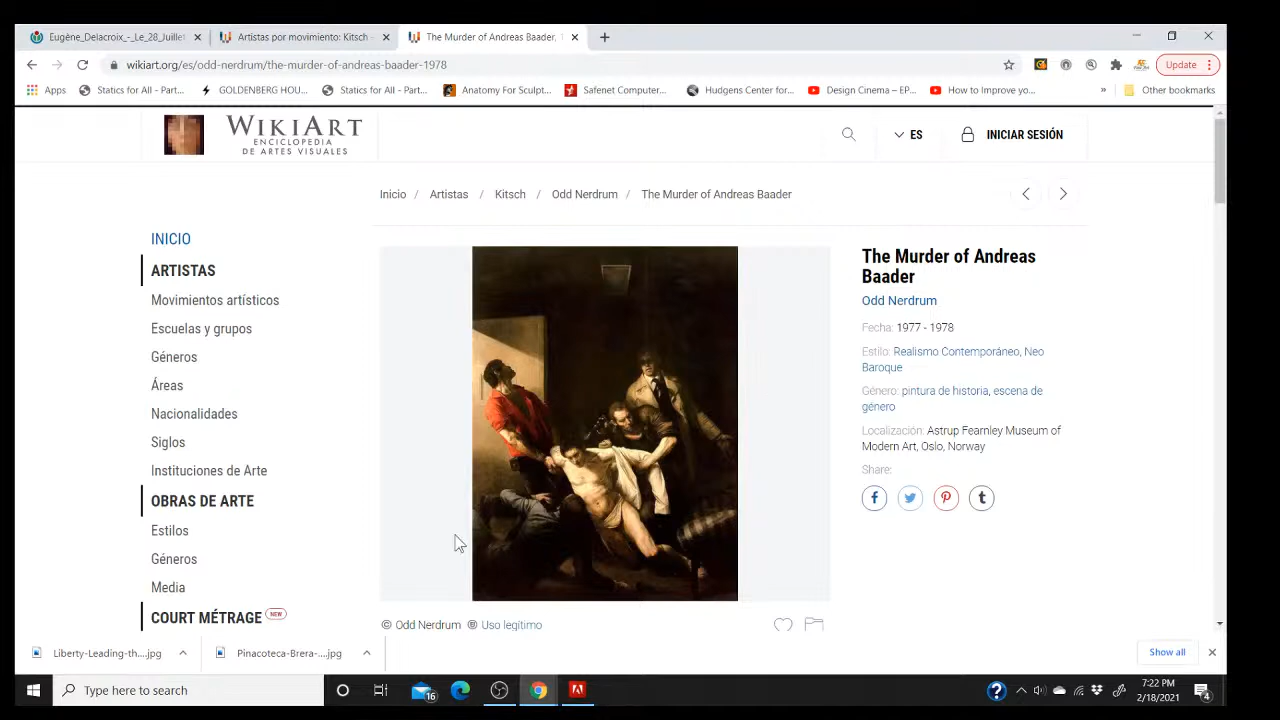 Eugène_Delacroix_-_Le_28_Juillet
Artistas por movimiento: Kitsch -
The Murder of Andreas Baader,
wikiart.org/es/odd-nerdrum/the-murder-of-andreas-baader-1978
Update
Apps
Statics for All - Part...
GOLDENBERG HOU...
Statics for All - Part...
Anatomy For Sculpt...
Safenet Computer...
Hudgens Center for...
Design Cinema – EP...
How to Improve yo...
»
Other bookmarks
WIKIART
ENCICLOPEDIA
DE ARTES VISUALES
ES
INICIAR SESIÓN
Inicio / Artistas / Kitsch / Odd Nerdrum / The Murder of Andreas Baader
INICIO
ARTISTAS
Movimientos artísticos
Escuelas y grupos
Géneros
Áreas
Nacionalidades
Siglos
Instituciones de Arte
OBRAS DE ARTE
Estilos
Géneros
Media
COURT MÉTRAGE NEW
The Murder of Andreas
Baader
Odd Nerdrum
Fecha: 1977 - 1978
Estilo: Realismo Contemporáneo, Neo
Baroque
Género: pintura de historia, escena de
género
Localización: Astrup Fearnley Museum of
Modern Art, Oslo, Norway
Share:
© Odd Nerdrum Uso legítimo
Liberty-Leading-th....jpg
Pinacoteca-Brera-....jpg
Show all
Type here to search
16
7:22 PM
2/18/2021
4